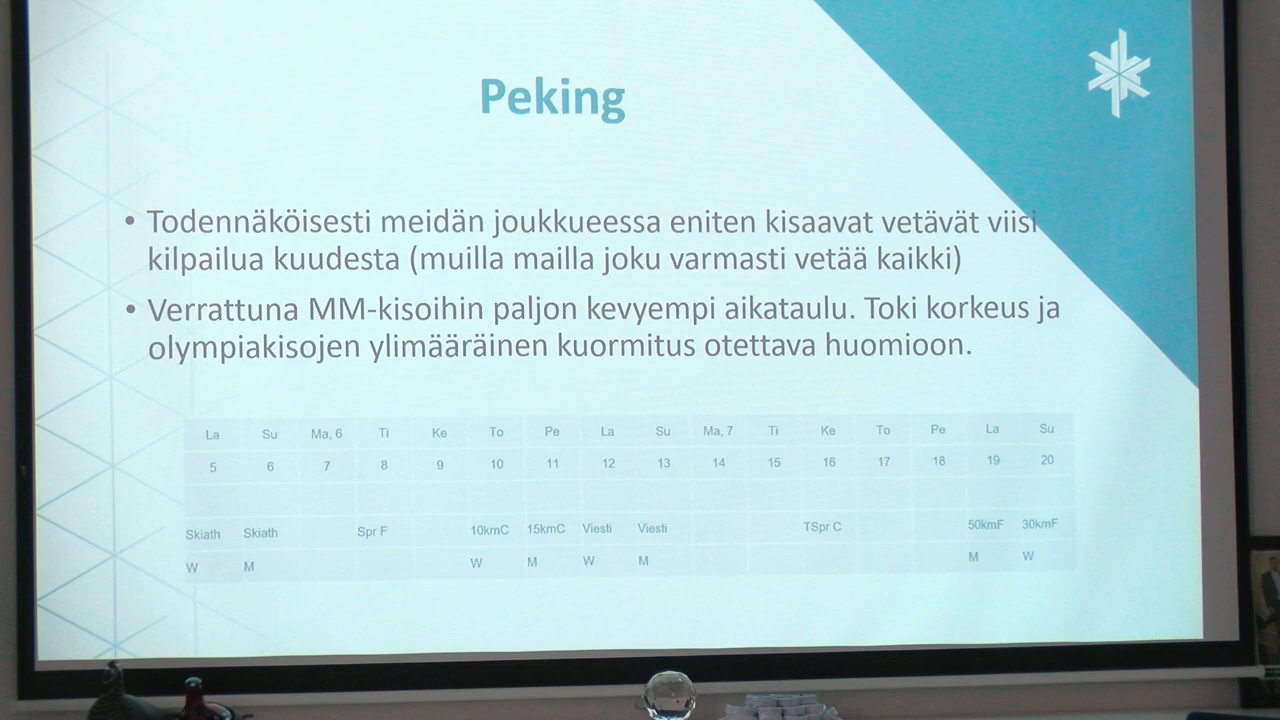 Peking
• Todennäköisesti meidän joukkueessa eniten kisaavat vetävät viisi
kilpailua kuudesta (muilla mailla joku varmasti vetää kaikki)
• Verrattuna MM-kisoihin paljon kevyempi aikataulu. Toki korkeus ja
olympiakisojen ylimääräinen kuormitus otettava huomioon.
La Su Ma, 6 Ti Ke To Pe La Su Ma, 7 Ti Ke To Pe La Su
5 6 7 8 9 10 11 12 13 14 15 16 17 18 19 20
Skiath Skiath Spr F 10kmC 15kmC Viesti Viesti TSpr C 50kmF 30kmF
W M W M W M M W